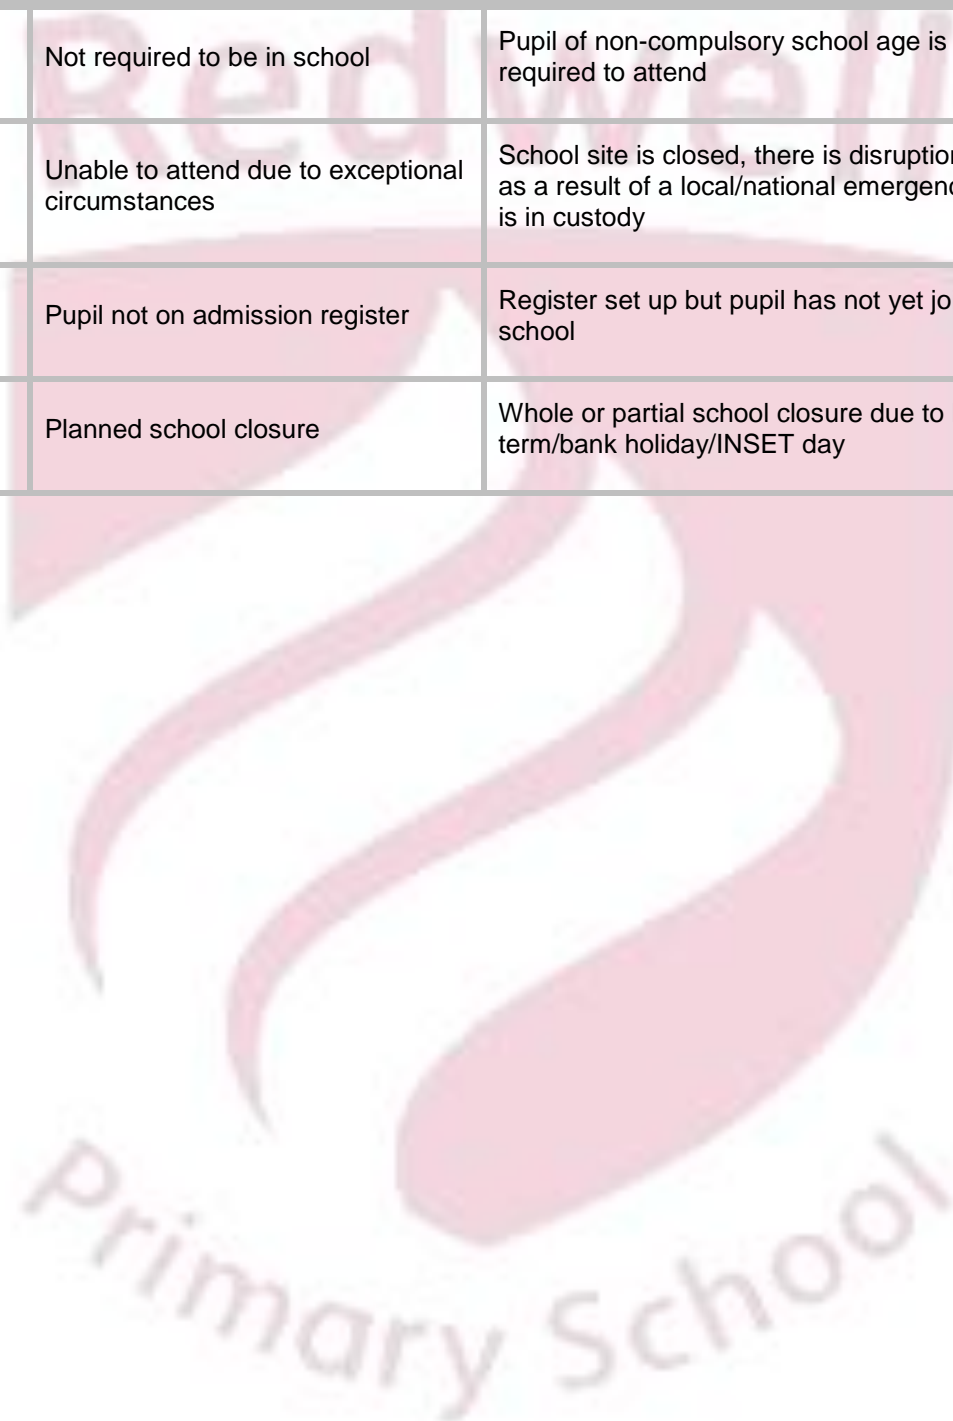 Redwell
Not required to be in school
Pupil of non-compulsory school age is
required to attend
Unable to attend due to exceptional
circumstances
School site is closed, there is disruption
as a result of a local/national emergenc
is in custody
Pupil not on admission register
Register set up but pupil has not yet jo
school
Planned school closure
Whole or partial school closure due to
term/bank holiday/INSET day
Primary School